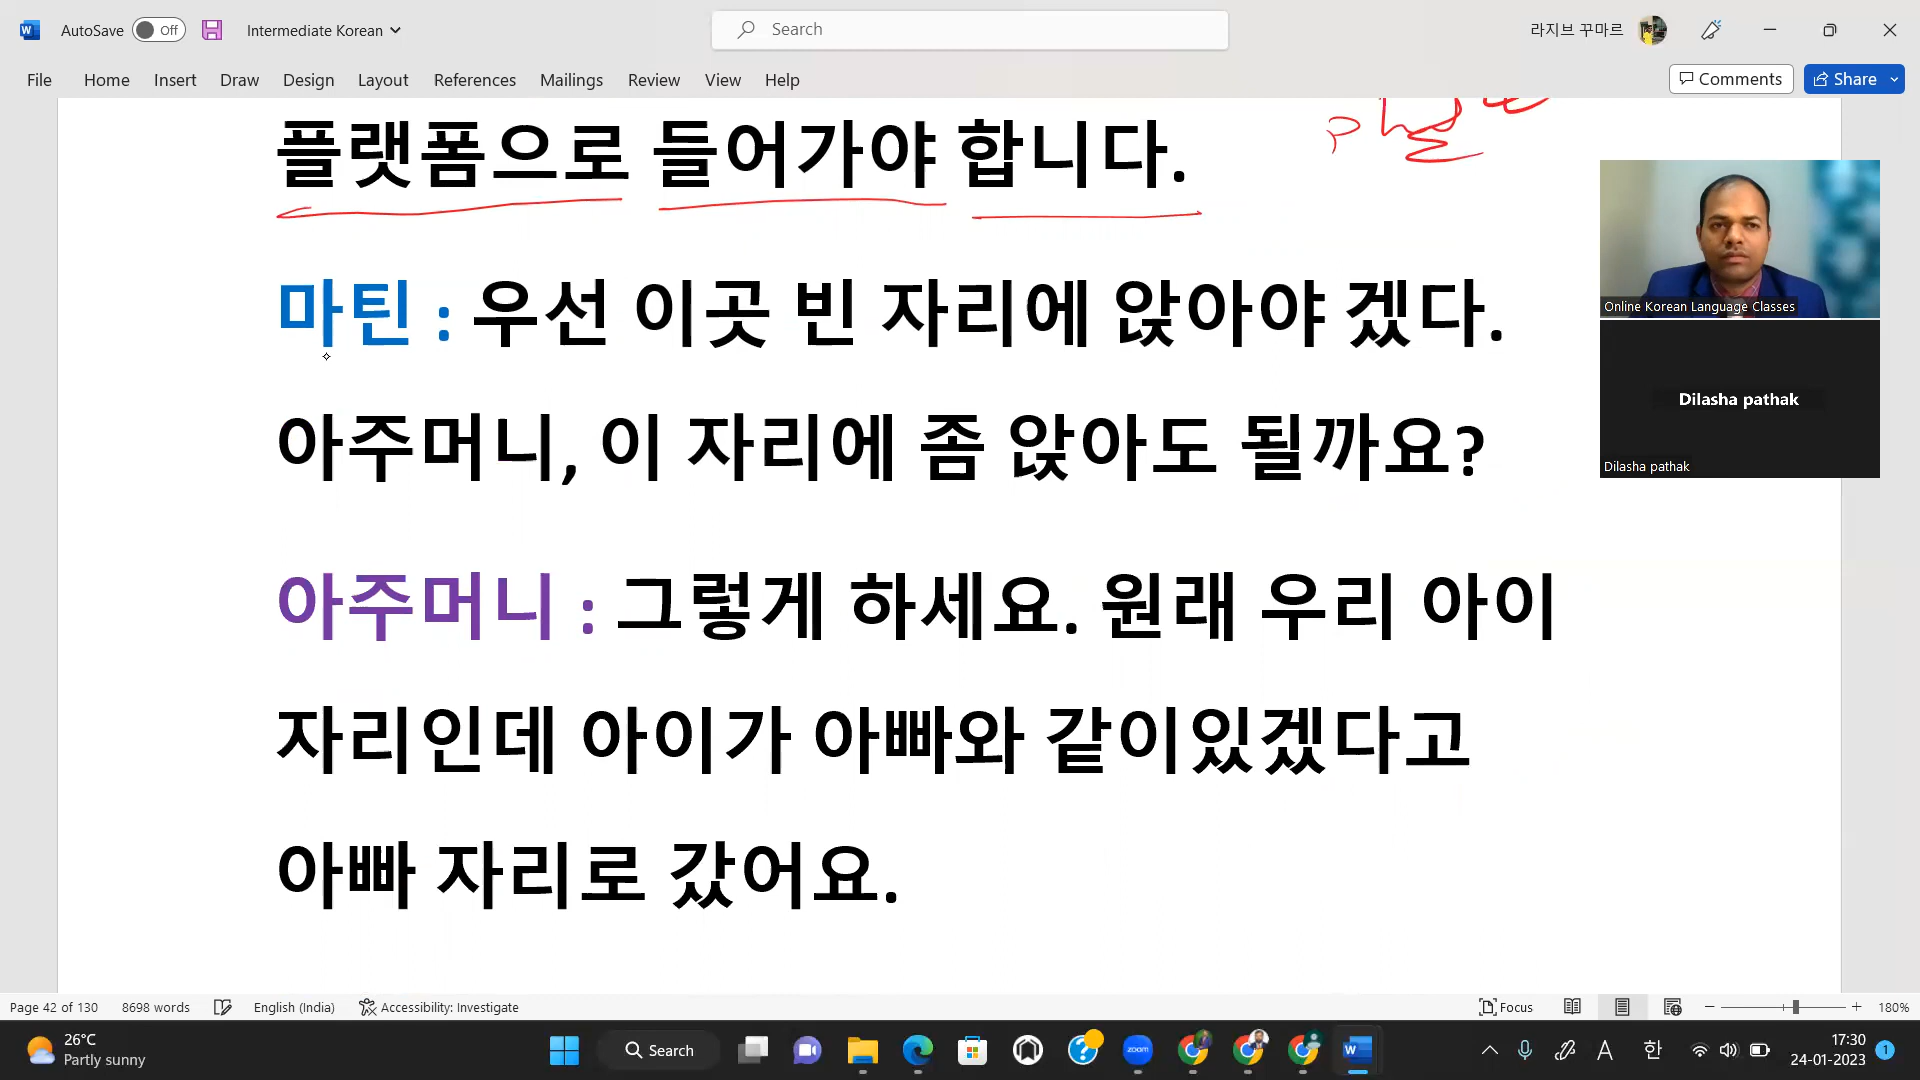 AutoSave Off Intermediate Korean Search 라지브 꾸마르
File Home Insert Draw Design Layout References Mailings Review View Help Comments Share
플랫폼으로 들어가야 합니다.
마틴 : 우선 이곳 빈 자리에 앉아야 겠다.
아주머니, 이 자리에 좀 앉아도 될까요?
아주머니 : 그렇게 하세요. 원래 우리 아이
자리인데 아이가 아빠와 같이있겠다고
아빠 자리로 갔어요.
Online Korean Language Classes
Dilasha pathak
Dilasha pathak
Page 42 of 130 8698 words English (India) Accessibility: Investigate Focus 180%
26°C
Partly sunny
Search
zoom
A 한
17:30
24-01-2023
1